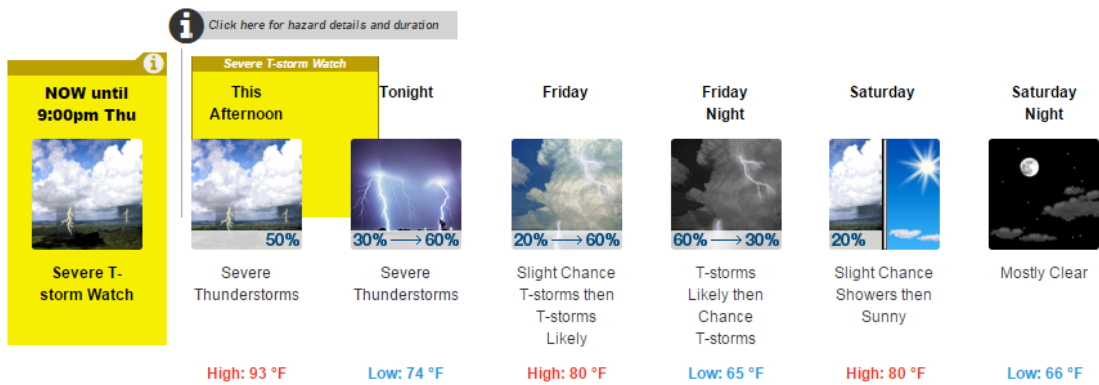 Click here for hazard details and duration
Severe T-storm Watch
NOW until
9:00pm Thu
Severe T-
storm Watch
This
Afternoon
50%
Severe
Thunderstorms
High: 93 °F
Tonight
30% → 60%
Severe
Thunderstorms
Low: 74 °F
Friday
20% → 60%
Slight Chance
T-storms then
T-storms
Likely
High: 80 °F
Friday
Night
60% → 30%
T-storms
Likely then
Chance
T-storms
Low: 65 °F
Saturday
20%
Slight Chance
Showers then
Sunny
High: 80 °F
Saturday
Night
Mostly Clear
Low: 66 °F